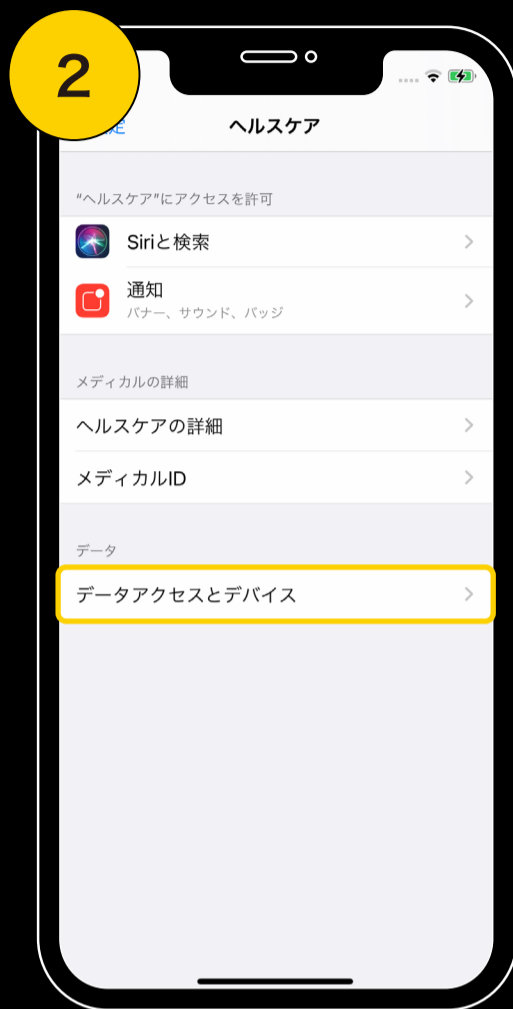 2
ヘルスケア
“ヘルスケア”にアクセスを許可
Siriと検索
通知
バナー、サウンド、バッジ
メディカルの詳細
ヘルスケアの詳細
メディカルID
データ
データアクセスとデバイス